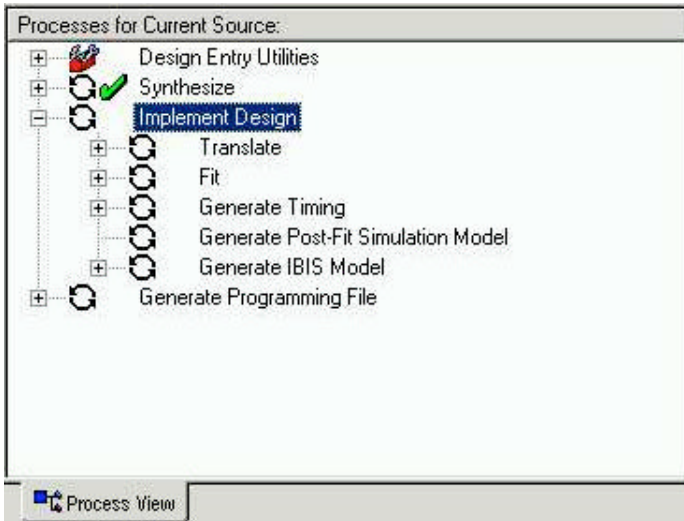 Processes for Current Source:
Design Entry Utilities
Synthesize
Implement Design
Translate
Fit
Generate Timing
Generate Post-Fit Simulation Model
Generate IBIS Model
Generate Programming File
Process View